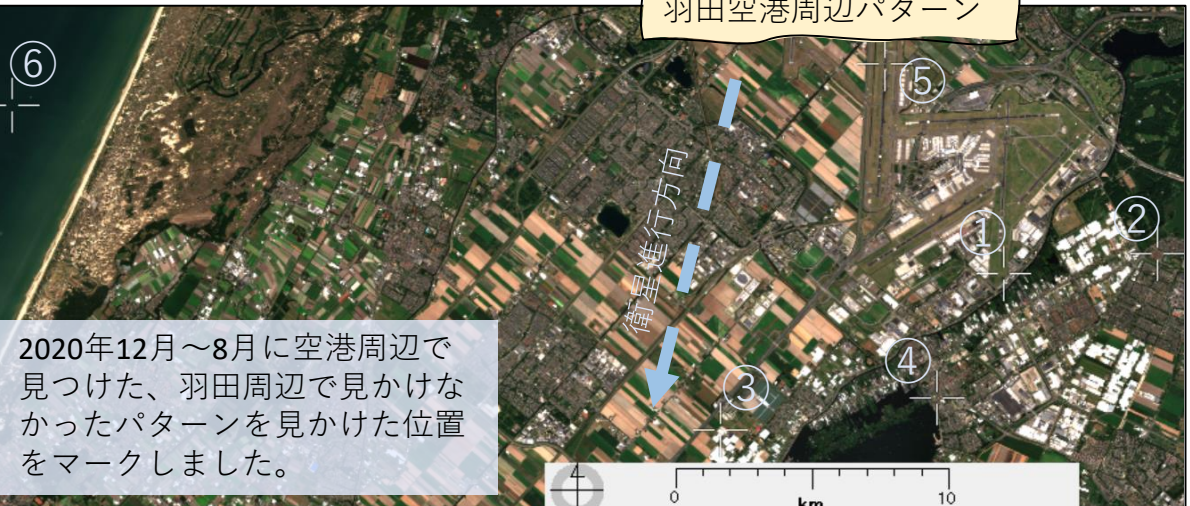 羽田空港周辺パターン
⑥
⑤
②
①
衛星進行方向
④
③
2020年12月～8月に空港周辺で
見つけた、羽田周辺で見かけな
かったパターンを見かけた位置
をマークしました。
4
0
km
10